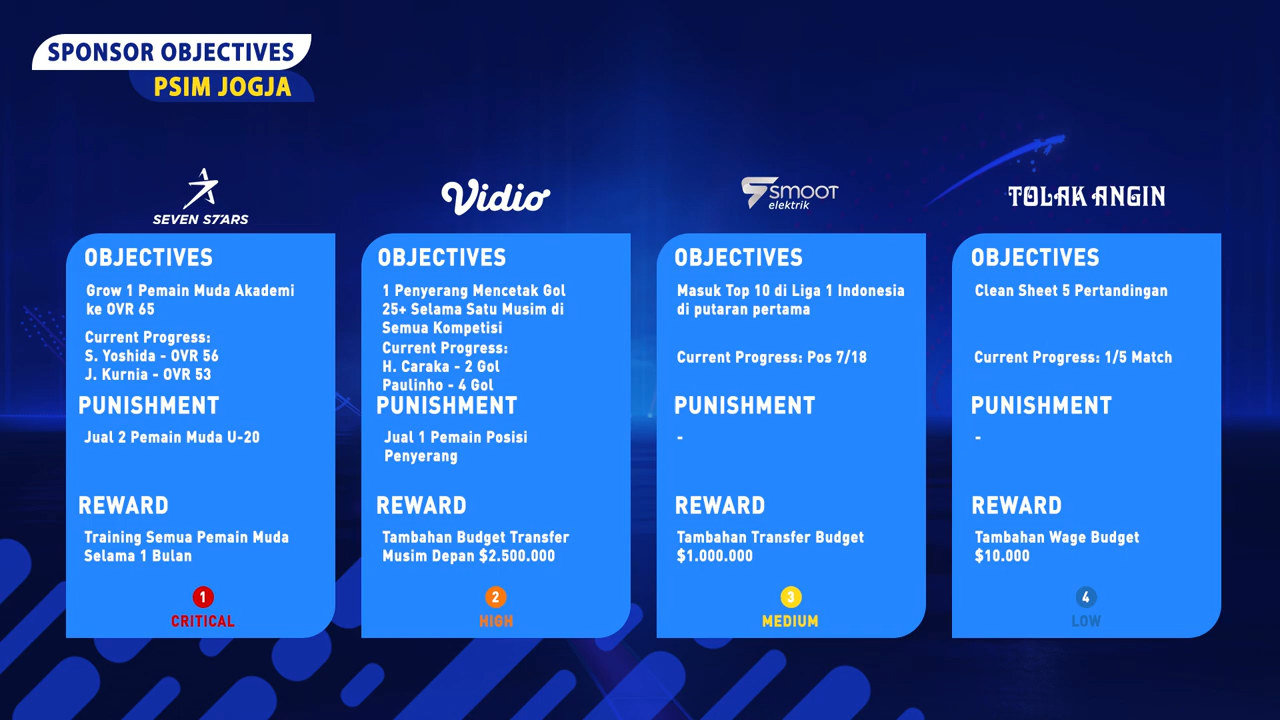 SPONSOR OBJECTIVES
PSIM JOGJA
SEVEN S7ARS
OBJECTIVES
Grow 1 Pemain Muda Akademi
ke OVR 65
Current Progress:
S. Yoshida - OVR 56
J. Kurnia - OVR 53
PUNISHMENT
Jual 2 Pemain Muda U-20
REWARD
Training Semua Pemain Muda
Selama 1 Bulan
1
CRITICAL
Vidio
OBJECTIVES
1 Penyerang Mencetak Gol
25+ Selama Satu Musim di
Semua Kompetisi
Current Progress:
H. Caraka - 2 Gol
Paulinho - 4 Gol
PUNISHMENT
Jual 1 Pemain Posisi
Penyerang
REWARD
Tambahan Budget Transfer
Musim Depan $2.500.000
2
HIGH
SMOOT
elektrik
OBJECTIVES
Masuk Top 10 di Liga 1 Indonesia
di putaran pertama
Current Progress: Pos 7/18
PUNISHMENT
-
REWARD
Tambahan Transfer Budget
$1.000.000
3
MEDIUM
TOLAK ANGIN
OBJECTIVES
Clean Sheet 5 Pertandingan
Current Progress: 1/5 Match
PUNISHMENT
-
REWARD
Tambahan Wage Budget
$10.000
4
LOW